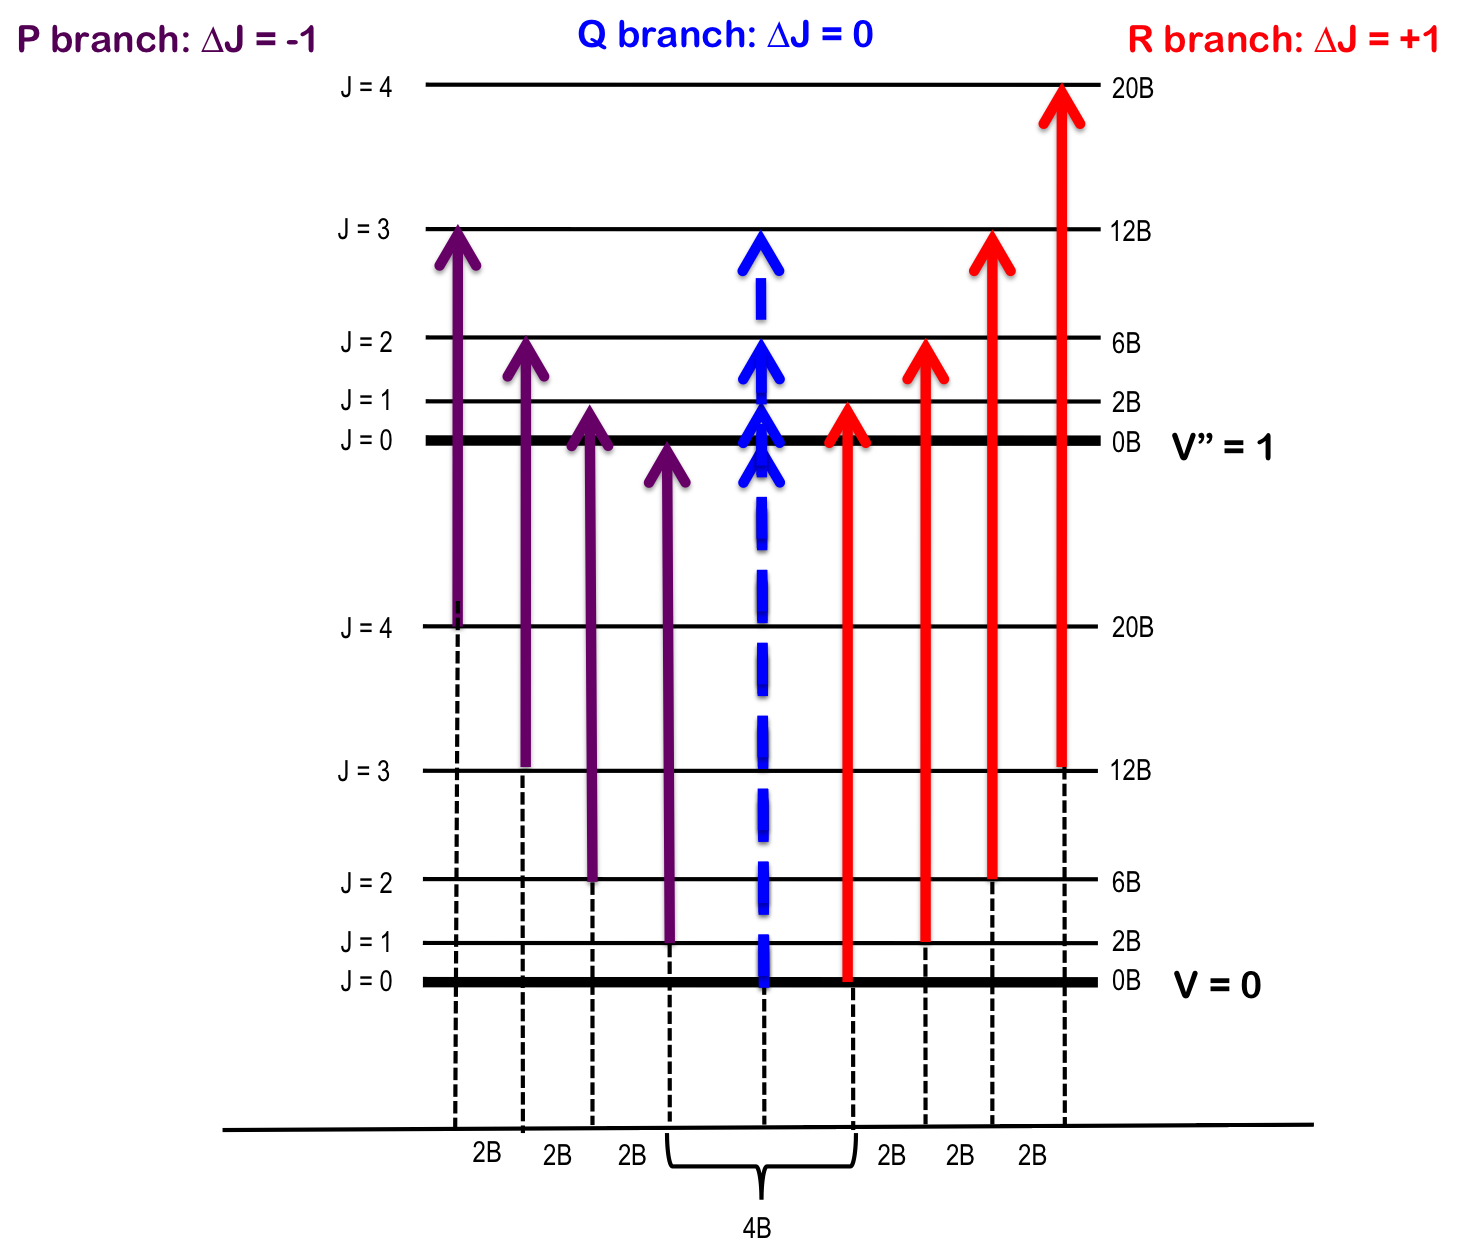 P branch: ΔJ = -1
Q branch: ΔJ = 0
R branch: ΔJ = +1
J = 4
20B
J = 3
12B
J = 2
6B
J = 1
2B
J = 0
0B
V” = 1
J = 4
20B
J = 3
12B
J = 2
6B
J = 1
2B
J = 0
0B
V = 0
2B
2B
2B
2B
2B
2B
4B